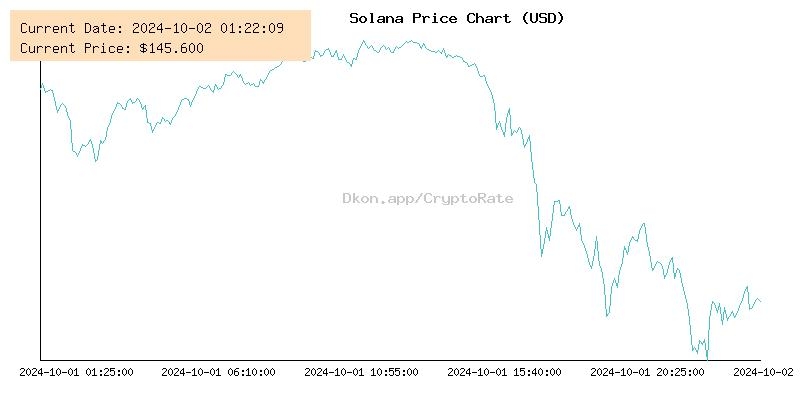 Solana Price Chart (USD)
Current Date: 2024-10-02 01:22:09
Current Price: $145.600
Dkon.app/CryptoRate
2024-10-01 01:25:00 2024-10-01 06:10:00 2024-10-01 10:55:00 2024-10-01 15:40:00 2024-10-01 20:25:00 2024-10-02